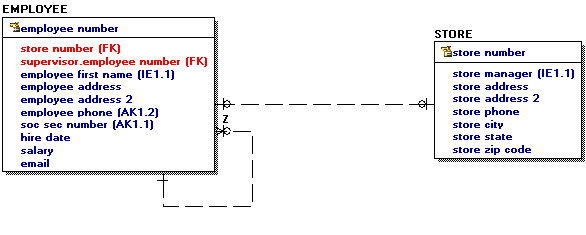 EMPLOYEE
employee number
store number (FK)
supervisor.employee number (FK)
employee first name (IE1.1)
employee address
employee address 2
employee phone (AK1.2)
soc sec number (AK1.1)
hire date
salary
email
Z
STORE
store number
store manager (IE1.1)
store address
store address 2
store phone
store city
store state
store zip code